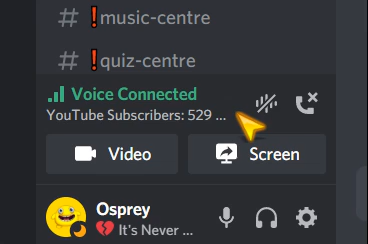 # ❗music-centre
# ❗quiz-centre
Voice Connected
YouTube Subscribers: 529 ...
Video
Screen
Osprey
💔 It's Never ...